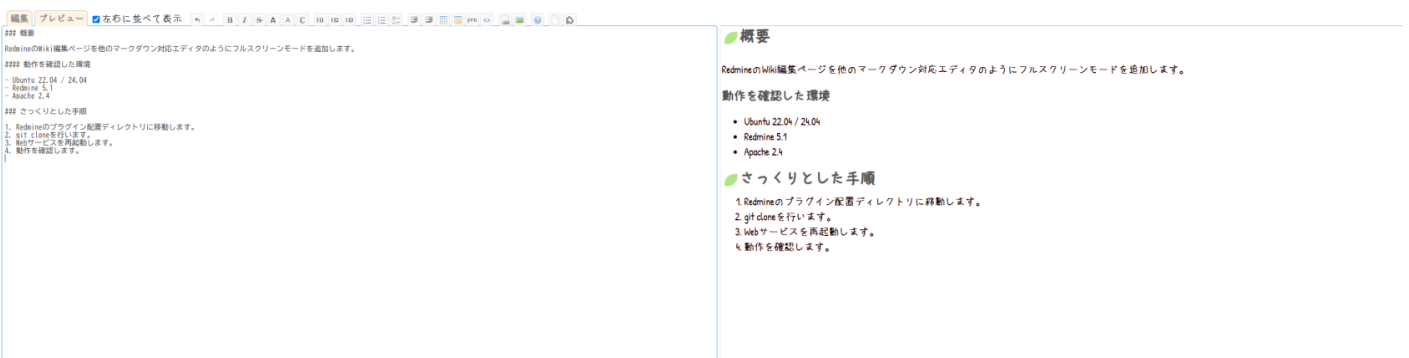 編集 プレビュー 左右に並べて表示 B I S A A C H1 H2 H3 pre
### 概要
RedmineのWiki編集ページを他のマークダウン対応エディタのようにフルスクリーンモードを追加します。
#### 動作を確認した環境
- Ubuntu 22.04 / 24.04
- Redmine 5.1
- Apache 2.4
### さっくりとした手順
1. Redmineのプラグイン配置ディレクトリに移動します。
2. git cloneを行います。
3. Webサービスを再起動します。
4. 動作を確認します。
概要
RedmineのWiki編集ページを他のマークダウン対応エディタのようにフルスクリーンモードを追加します。
動作を確認した環境
• Ubuntu 22.04 / 24.04
• Redmine 5.1
• Apache 2.4
さっくりとした手順
1. Redmineのプラグイン配置ディレクトリに移動します。
2. git cloneを行います。
3. Webサービスを再起動します。
4. 動作を確認します。